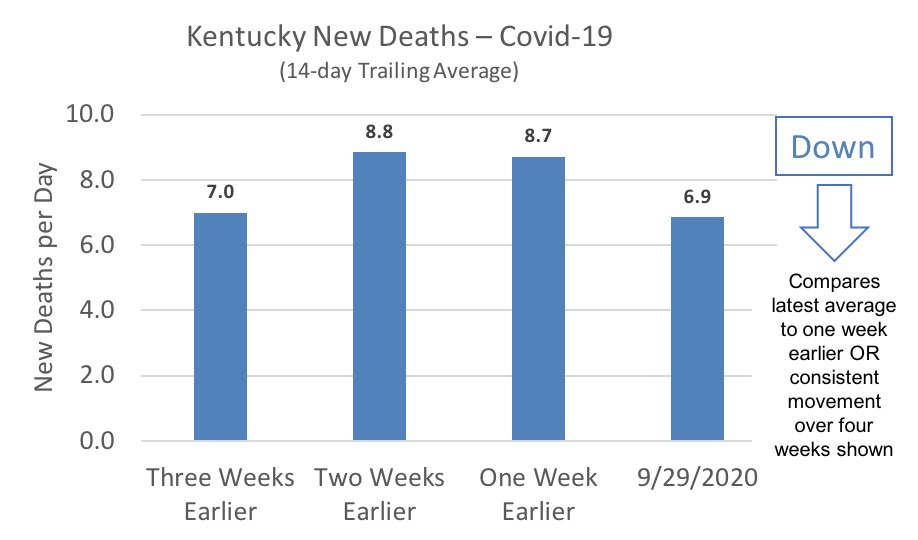 Kentucky New Deaths – Covid-19
(14-day Trailing Average)
New Deaths per Day
10.0
8.0
6.0
4.0
2.0
0.0
7.0
8.8
8.7
6.9
Three Weeks
Earlier
Two Weeks
Earlier
One Week
Earlier
9/29/2020
Down
Compares
latest average
to one week
earlier OR
consistent
movement
over four
weeks shown